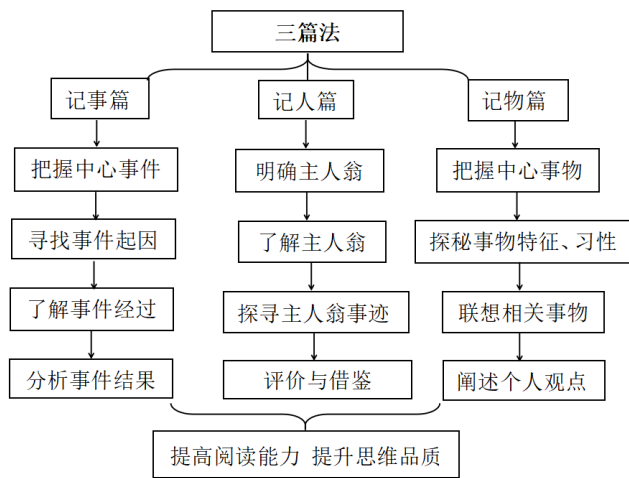 三篇法
记事篇
记人篇
记物篇
把握中心事件
明确主人翁
把握中心事物
寻找事件起因
了解主人翁
探秘事物特征、习性
了解事件经过
探寻主人翁事迹
联想相关事物
分析事件结果
评价与借鉴
阐述个人观点
提高阅读能力 提升思维品质